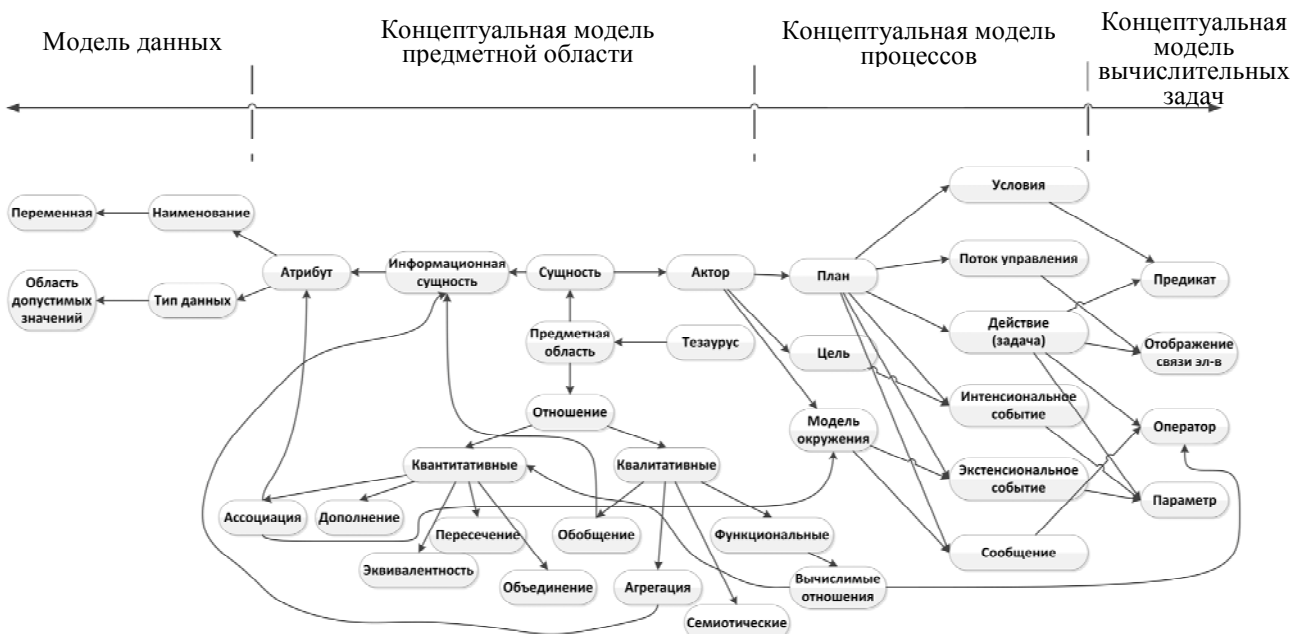 Модель данных
Концептуальная модель
предметной области
Концептуальная модель
процессов
Концептуальная
модель
вычислительных
задач
Переменная
Наименование
Область
допустимых
значений
Тип данных
Атрибут
Информационная
сущность
Сущность
Актор
План
Предметная
область
Тезаурус
Цель
Отношение
Модель
окружения
Квантитативные
Квалитативные
Ассоциация
Дополнение
Пересечение
Эквивалентность
Объединение
Обобщение
Агрегация
Функциональные
Вычислимые
отношения
Семиотические
Условия
Поток управления
Действие
(задача)
Интенсиональное
событие
Экстенсиональное
событие
Сообщение
Предикат
Отображение
связи эл-в
Оператор
Параметр